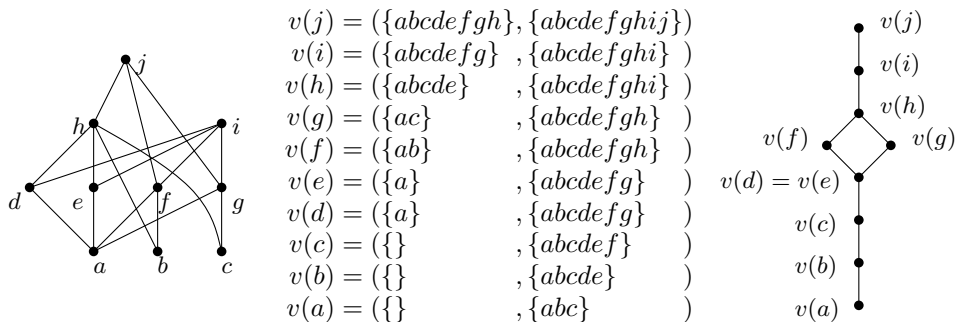 j
h
i
d
e
f
g
a
b
c
v(j) = ({abcdefgh}, {abcdefghij})
v(i) = ({abcdefg} , {abcdefghi} )
v(h) = ({abcde} , {abcdefghi} )
v(g) = ({ac} , {abcdefgh} )
v(f) = ({ab} , {abcdefgh} )
v(e) = ({a} , {abcdefg} )
v(d) = ({a} , {abcdefg} )
v(c) = ({} , {abcdef} )
v(b) = ({} , {abcde} )
v(a) = ({} , {abc} )
v(j)
v(i)
v(h)
v(f)
v(g)
v(d) = v(e)
v(c)
v(b)
v(a)